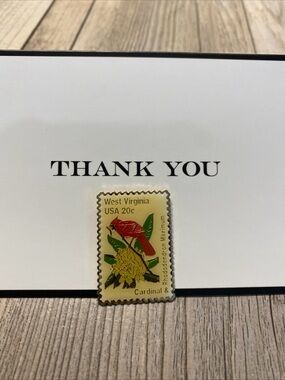 THANK YOU
West Virginia
USA 20c
Cardinal &
Rhododendron Maximum